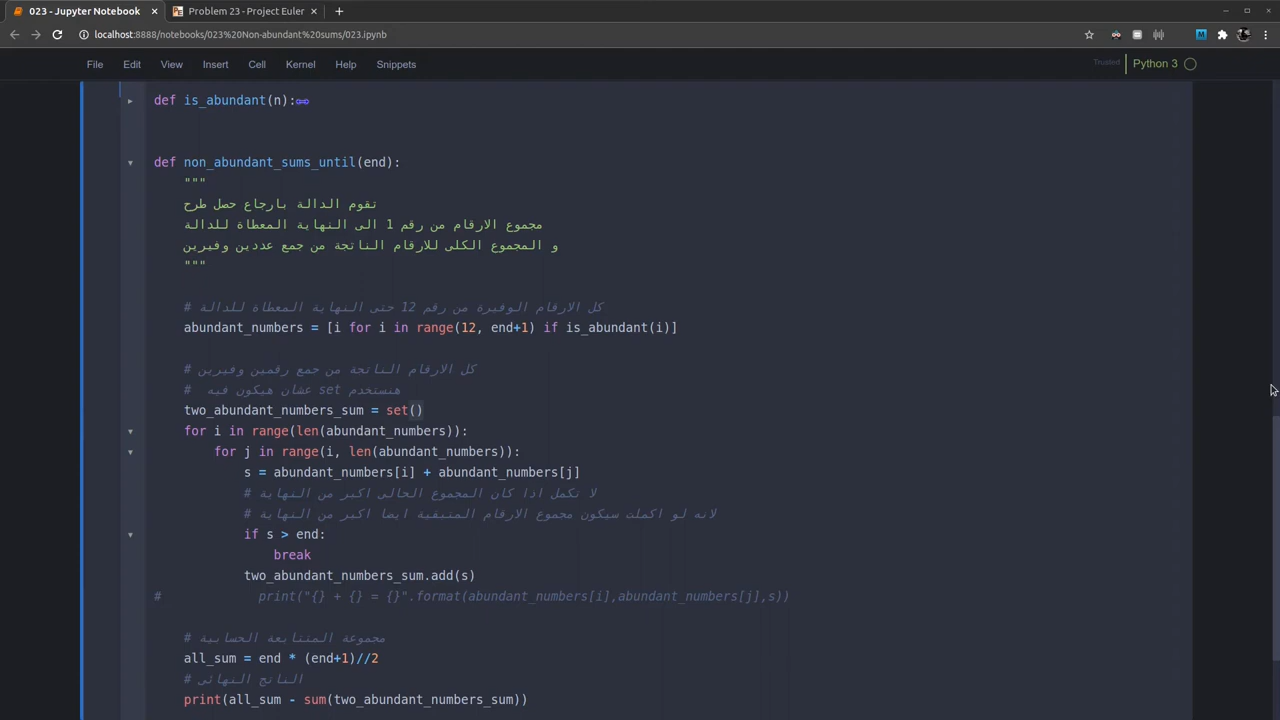 023 - Jupyter Notebook
Problem 23 - Project Euler
localhost:8888/notebooks/023%20Non-abundant%20sums/023.ipynb
File Edit View Insert Cell Kernel Help Snippets
Trusted
Python 3
def is_abundant(n):
def non_abundant_sums_until(end):
"""
تقوم الدالة بارجاع حصل طرح
مجموع الارقام من رقم 1 الى النهاية المعطاة للدالة
و المجموع الكلى للارقام الناتجة من جمع عددين وفيرين
"""
# كل الارقام الوفيرة من رقم 12 حتى النهاية المعطاة للدالة
abundant_numbers = [i for i in range(12, end+1) if is_abundant(i)]
# كل الارقام الناتجة من جمع رقمين وفيرين
# هنستخدم set عشان هيكون فيه
two_abundant_numbers_sum = set()
for i in range(len(abundant_numbers)):
for j in range(i, len(abundant_numbers)):
s = abundant_numbers[i] + abundant_numbers[j]
# لا تكمل اذا كان المجموع الحالى اكبر من النهاية
# لانه لو اكملت سيكون مجموع الارقام المتبقية ايضا اكبر من النهاية
if s > end:
break
two_abundant_numbers_sum.add(s)
# print("{} + {} = {}".format(abundant_numbers[i],abundant_numbers[j],s))
# مجموعة المتتابعة الحسابية
all_sum = end * (end+1)//2
# الناتج النهائى
print(all_sum - sum(two_abundant_numbers_sum))